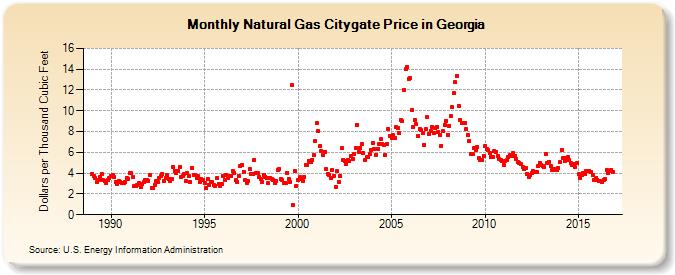 Monthly Natural Gas Citygate Price in Georgia
Dollars per Thousand Cubic Feet
16
14
12
10
8
6
4
2
0
1990 1995 2000 2005 2010 2015
Source: U.S. Energy Information Administration